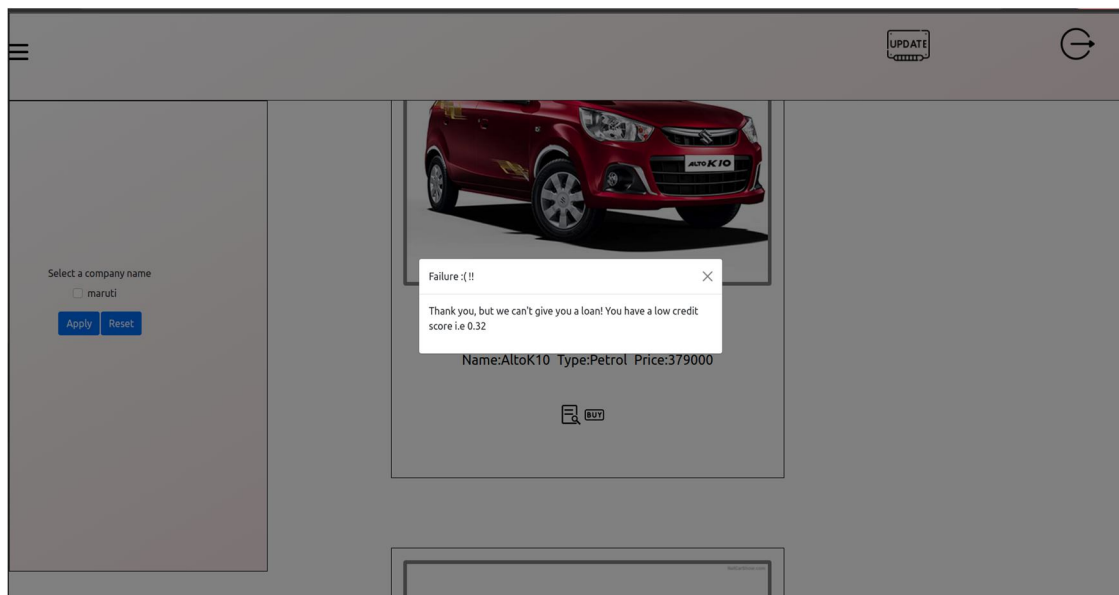 UPDATE
ALTO K10
Select a company name
maruti
Apply Reset
Failure :( !!
Thank you, but we can't give you a loan! You have a low credit
score i.e 0.32
Name:AltoK10 Type:Petrol Price:379000
BUY